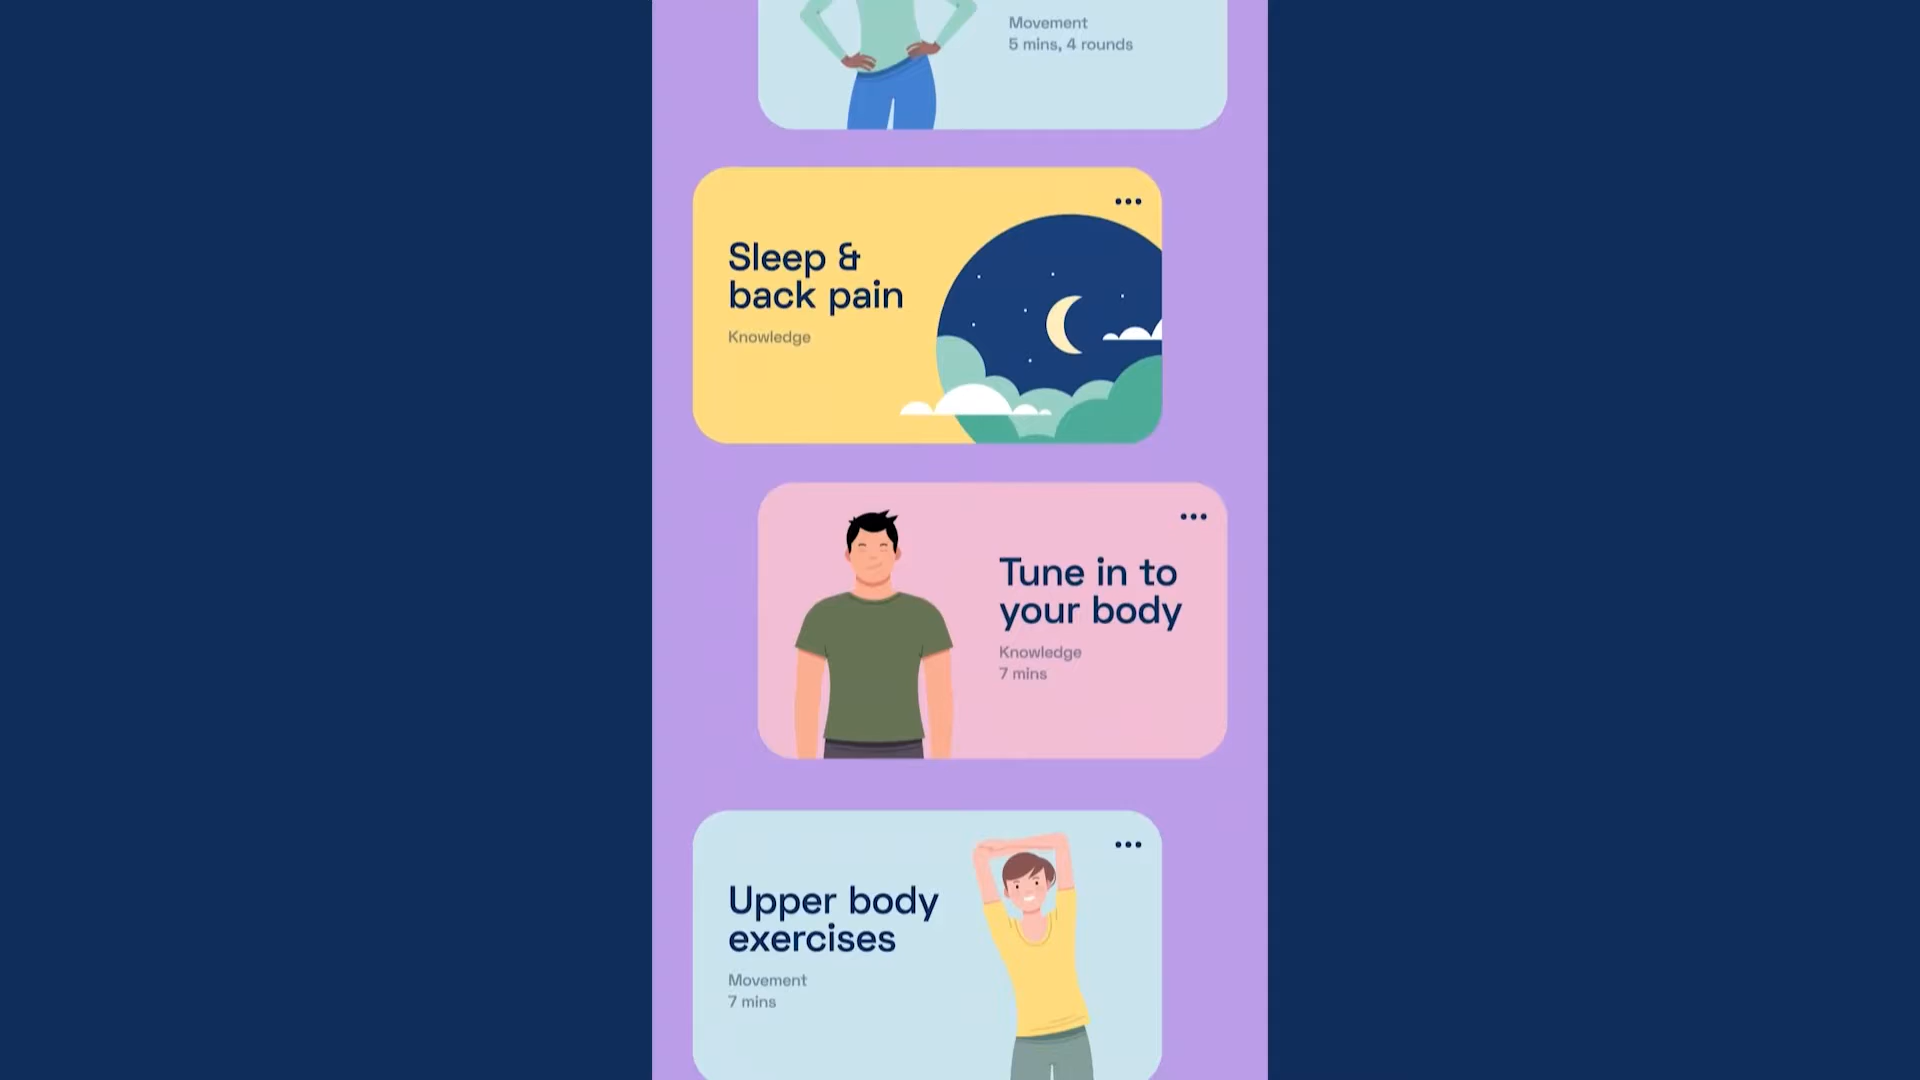 Movement
5 mins, 4 rounds
Sleep &
back pain
Knowledge
Tune in to
your body
Knowledge
7 mins
Upper body
exercises
Movement
7 mins